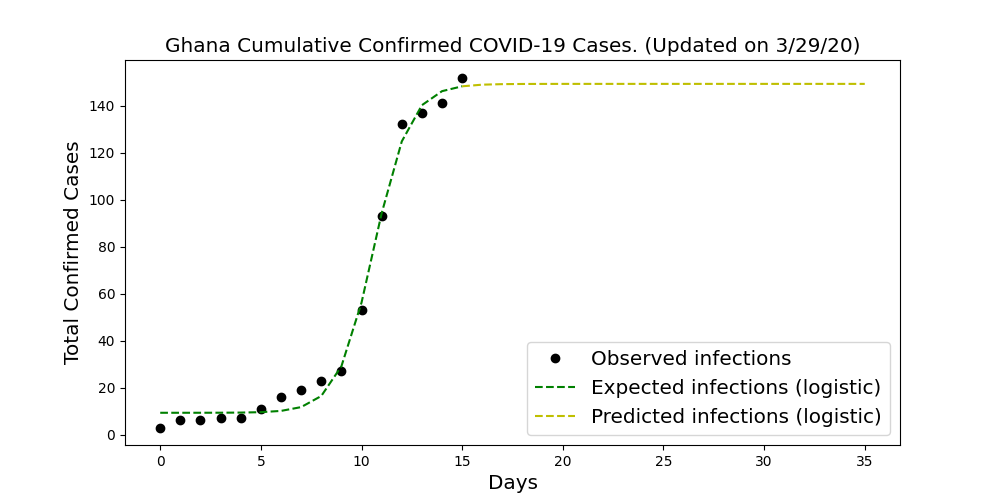 Ghana Cumulative Confirmed COVID-19 Cases. (Updated on 3/29/20)
Total Confirmed Cases
140
120
100
80
60
40
20
0
Observed infections
Expected infections (logistic)
Predicted infections (logistic)
0 5 10 15 20 25 30 35
Days